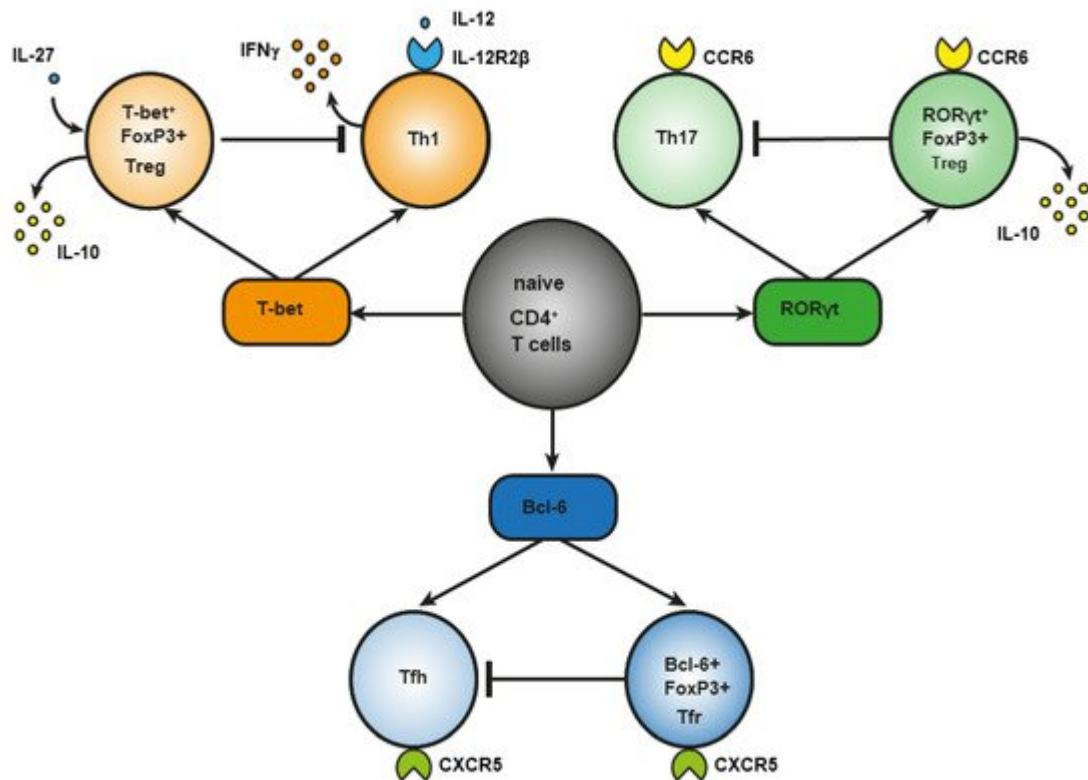 IL-12
IL-27
IFNγ
IL-12R2β
CCR6
CCR6
T-bet⁺
FoxP3+
Treg
Th1
Th17
RORγt⁺
FoxP3+
Treg
IL-10
IL-10
T-bet
naive
CD4⁺
T cells
RORγt
Bcl-6
Tfh
Bcl-6+
FoxP3+
Tfr
CXCR5
CXCR5